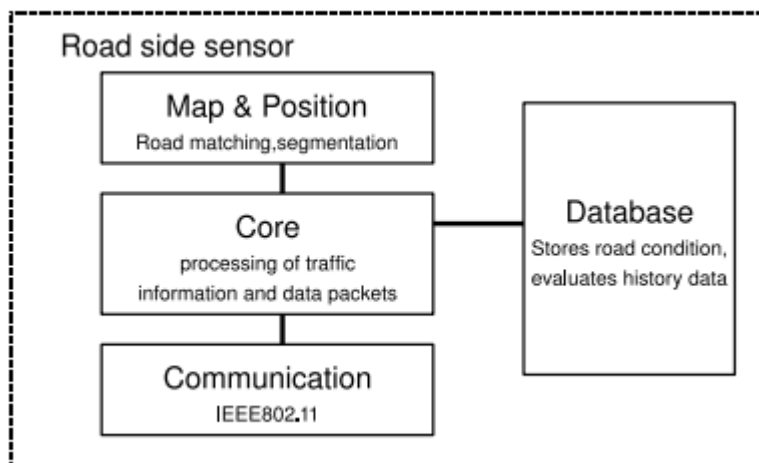 Road side sensor
Map & Position
Road matching,segmentation
Core
processing of traffic
information and data packets
Communication
IEEE802.11
Database
Stores road condition,
evaluates history data